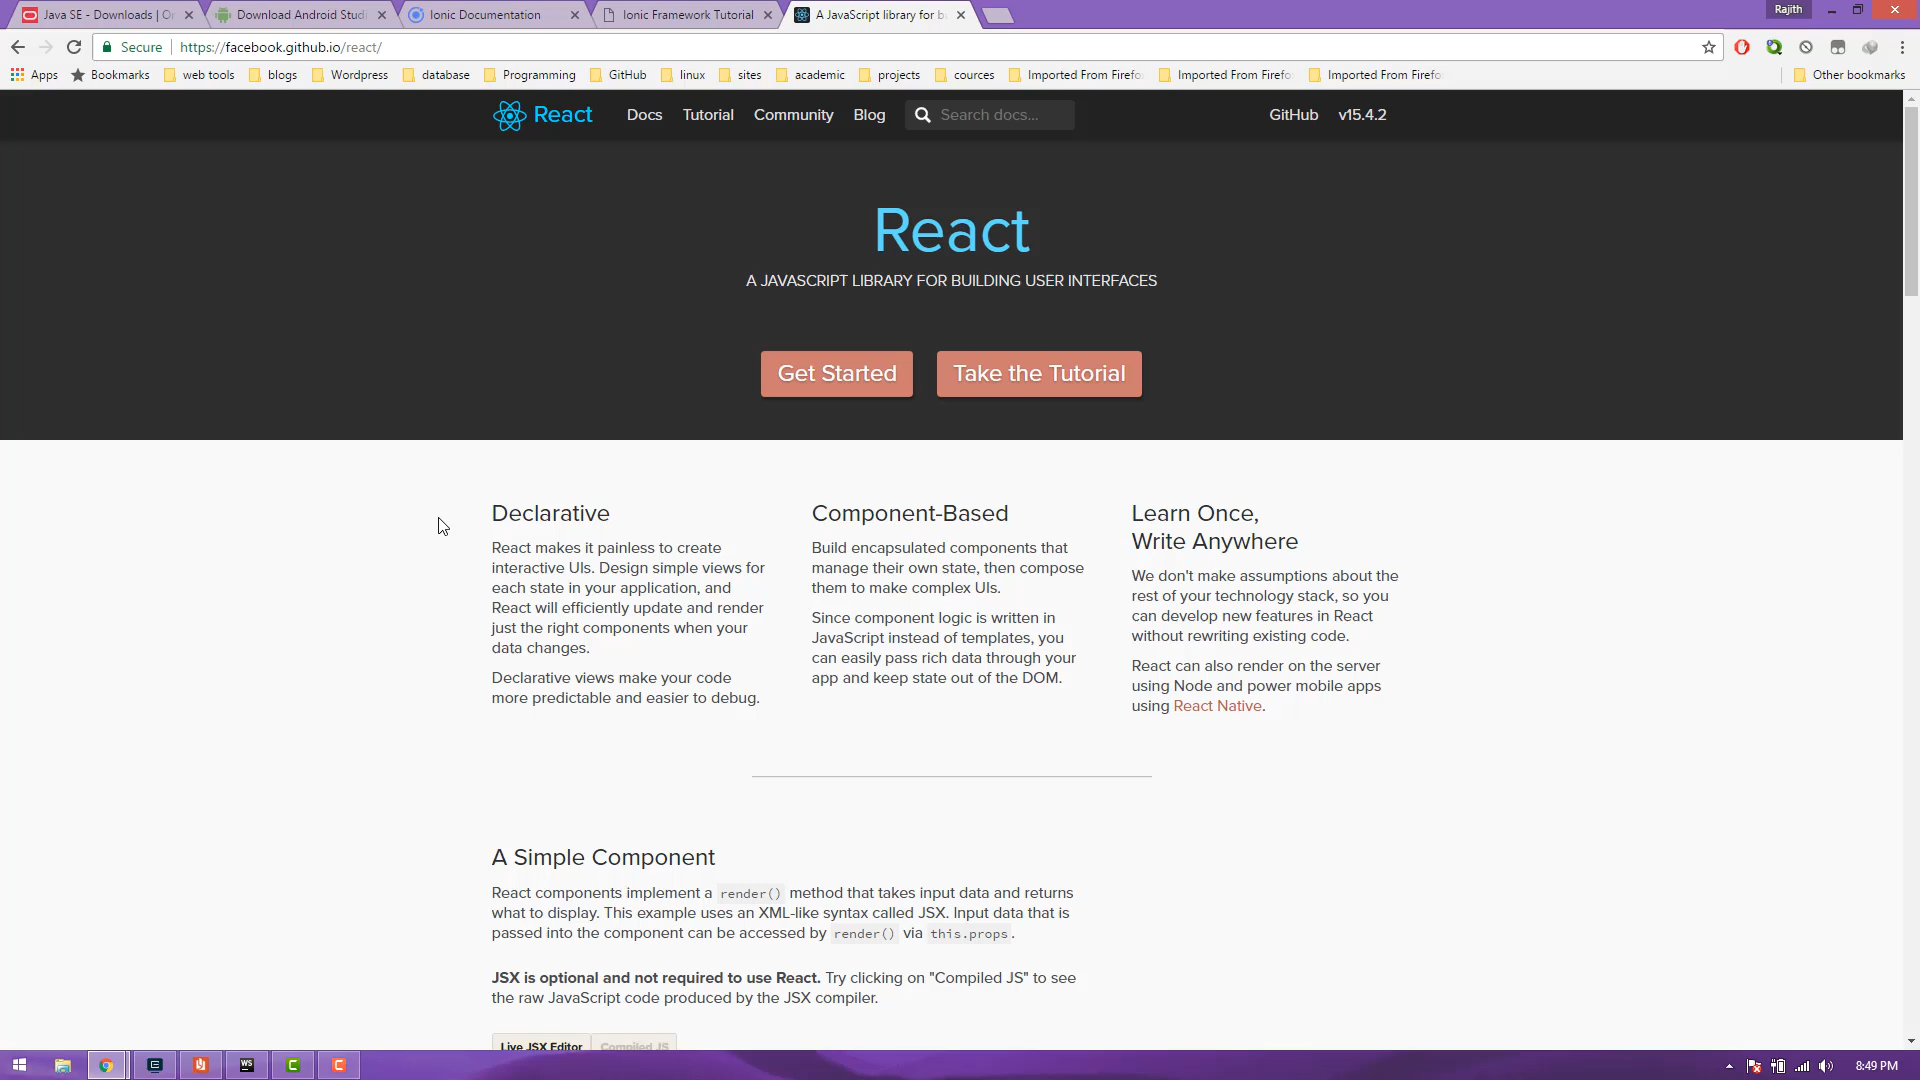 Java SE - Downloads | Or
Download Android Studi
Ionic Documentation
Ionic Framework Tutorial
A JavaScript library for b
Rajith
Secure
https://facebook.github.io/react/
Apps
Bookmarks
web tools
blogs
Wordpress
database
Programming
GitHub
linux
sites
academic
projects
cources
Imported From Firefo
Imported From Firefo
Imported From Firefo
Other bookmarks
React
Docs
Tutorial
Community
Blog
Search docs...
GitHub
v15.4.2
React
A JAVASCRIPT LIBRARY FOR BUILDING USER INTERFACES
Get Started
Take the Tutorial
Declarative
React makes it painless to create
interactive UIs. Design simple views for
each state in your application, and
React will efficiently update and render
just the right components when your
data changes.
Declarative views make your code
more predictable and easier to debug.
Component-Based
Build encapsulated components that
manage their own state, then compose
them to make complex UIs.
Since component logic is written in
JavaScript instead of templates, you
can easily pass rich data through your
app and keep state out of the DOM.
Learn Once,
Write Anywhere
We don't make assumptions about the
rest of your technology stack, so you
can develop new features in React
without rewriting existing code.
React can also render on the server
using Node and power mobile apps
using React Native.
A Simple Component
React components implement a render() method that takes input data and returns
what to display. This example uses an XML-like syntax called JSX. Input data that is
passed into the component can be accessed by render() via this.props.
JSX is optional and not required to use React. Try clicking on "Compiled JS" to see
the raw JavaScript code produced by the JSX compiler.
Live JSX Editor
Compiled JS
WS
8:49 PM